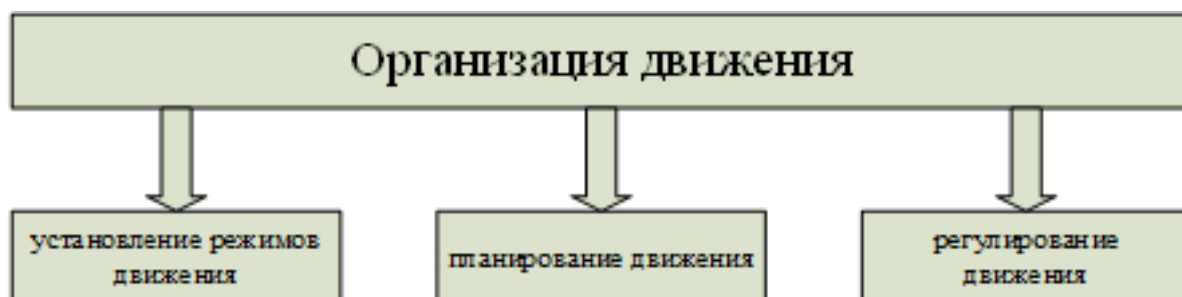 Организация движения
установление режимов
движения
планирование движения
регулирование
движения